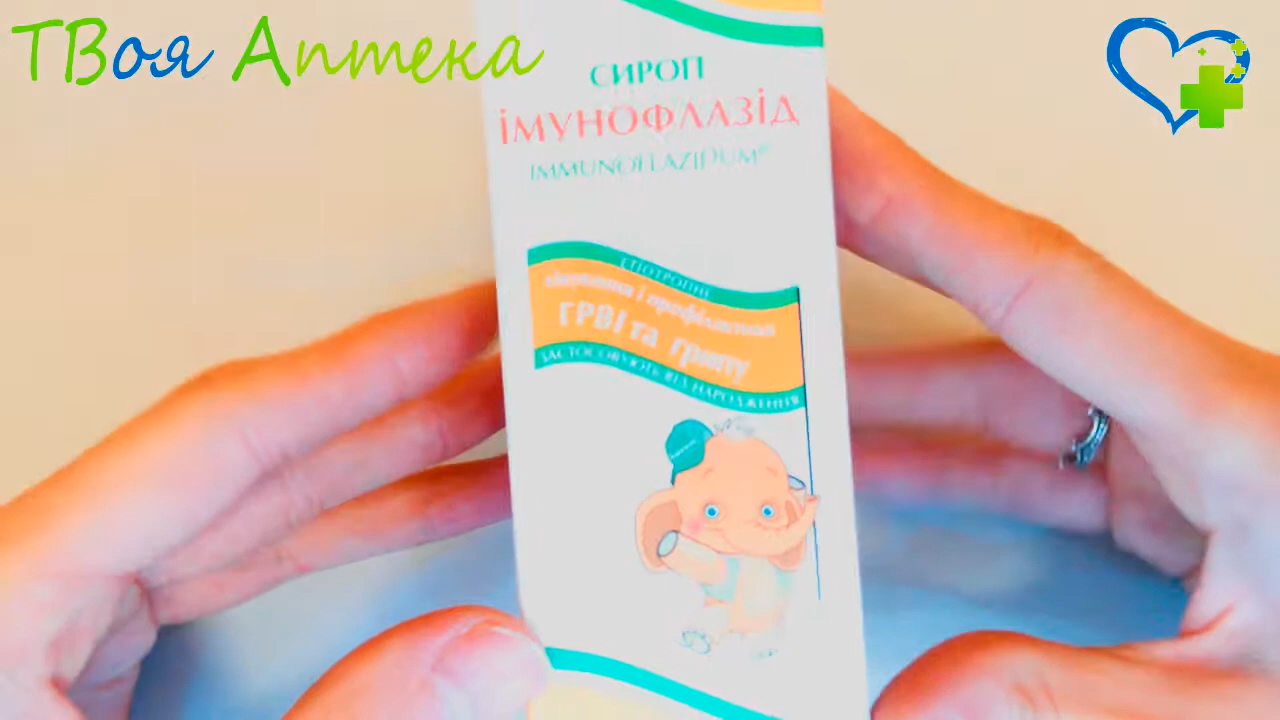 ТВоя Аптека
СИРОП
ІМУНОФЛАЗІД
IMMUNOFLAZIDUM®
ЕТІОТРОПНЕ
лікування і профілактика
ГРВІ та грипу
ЗАСТОСОВУЮТЬ ВІД НАРОДЖЕННЯ